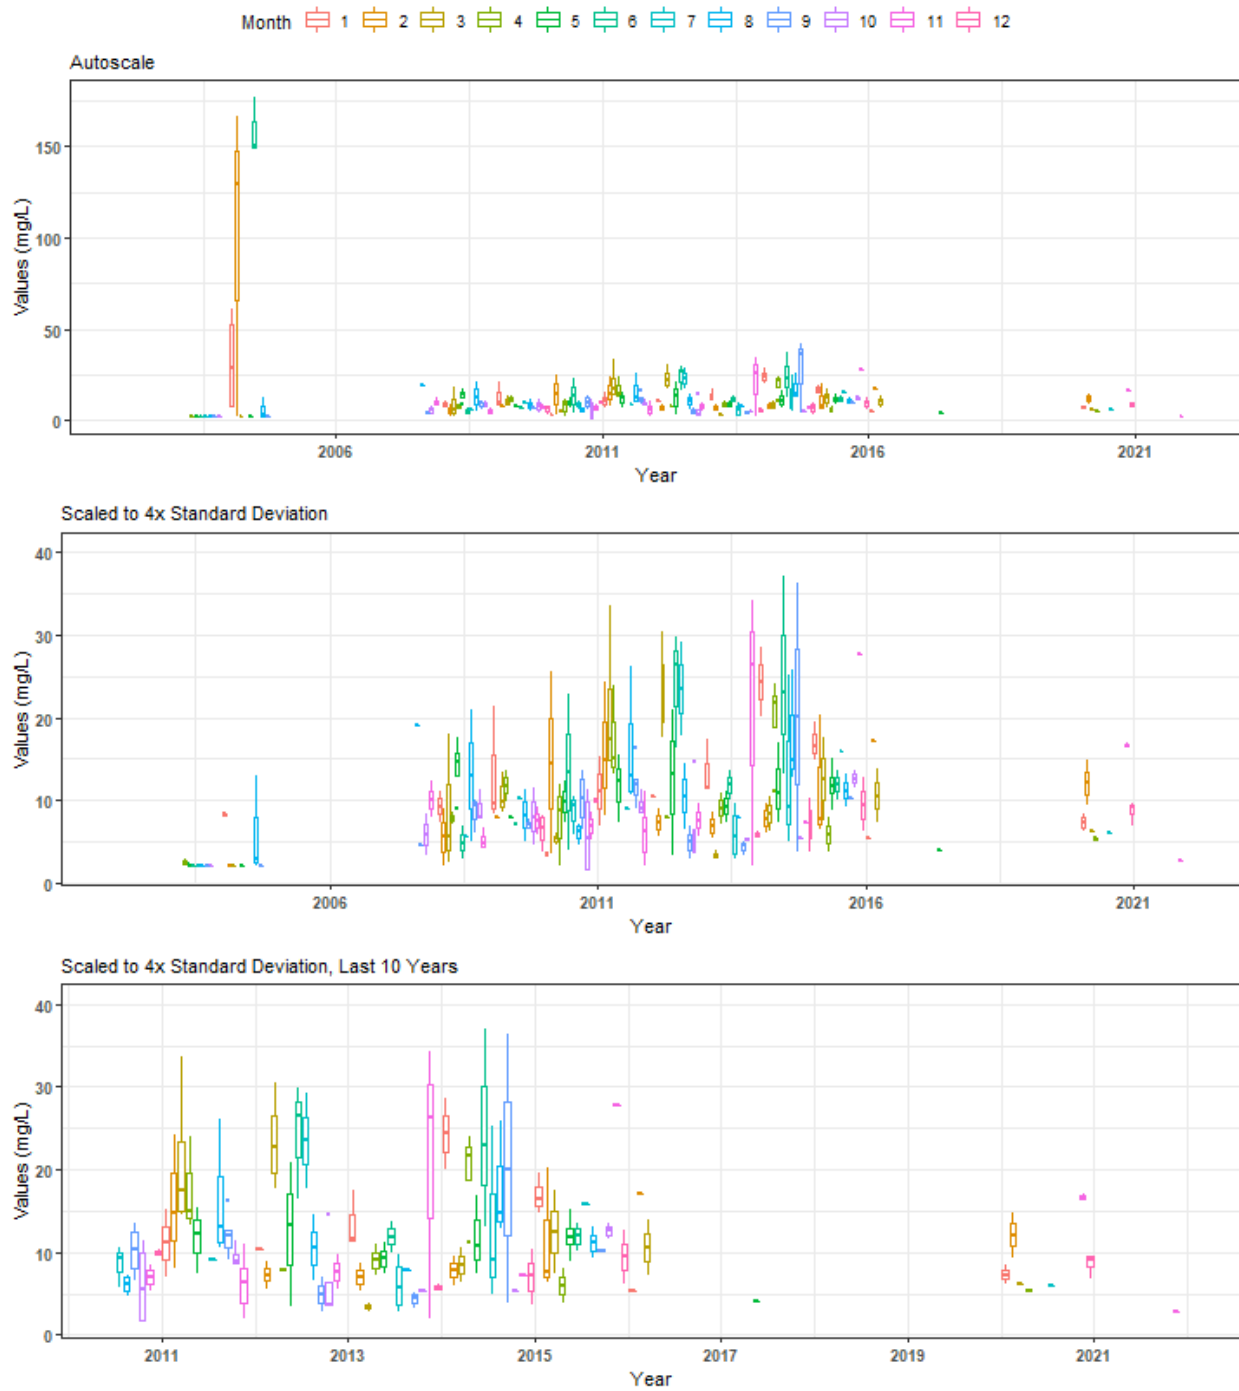 Month 1 2 3 4 5 6 7 8 9 10 11 12
Autoscale
Values (mg/L)
150
100
50
0
2006 2011 2016 2021
Year
Scaled to 4x Standard Deviation
Values (mg/L)
40
30
20
10
0
2006 2011 2016 2021
Year
Scaled to 4x Standard Deviation, Last 10 Years
Values (mg/L)
40
30
20
10
0
2011 2013 2015 2017 2019 2021
Year